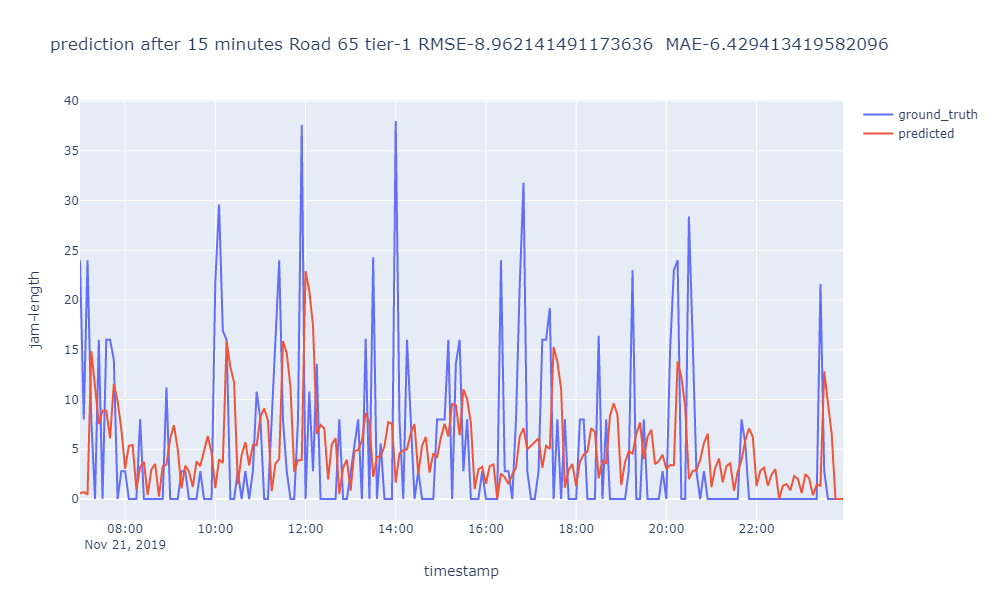 prediction after 15 minutes Road 65 tier-1 RMSE-8.962141491173636  MAE-6.429413419582096
ground_truth
predicted
jam-length
40
35
30
25
20
15
10
5
0
08:00 10:00 12:00 14:00 16:00 18:00 20:00 22:00
Nov 21, 2019
timestamp